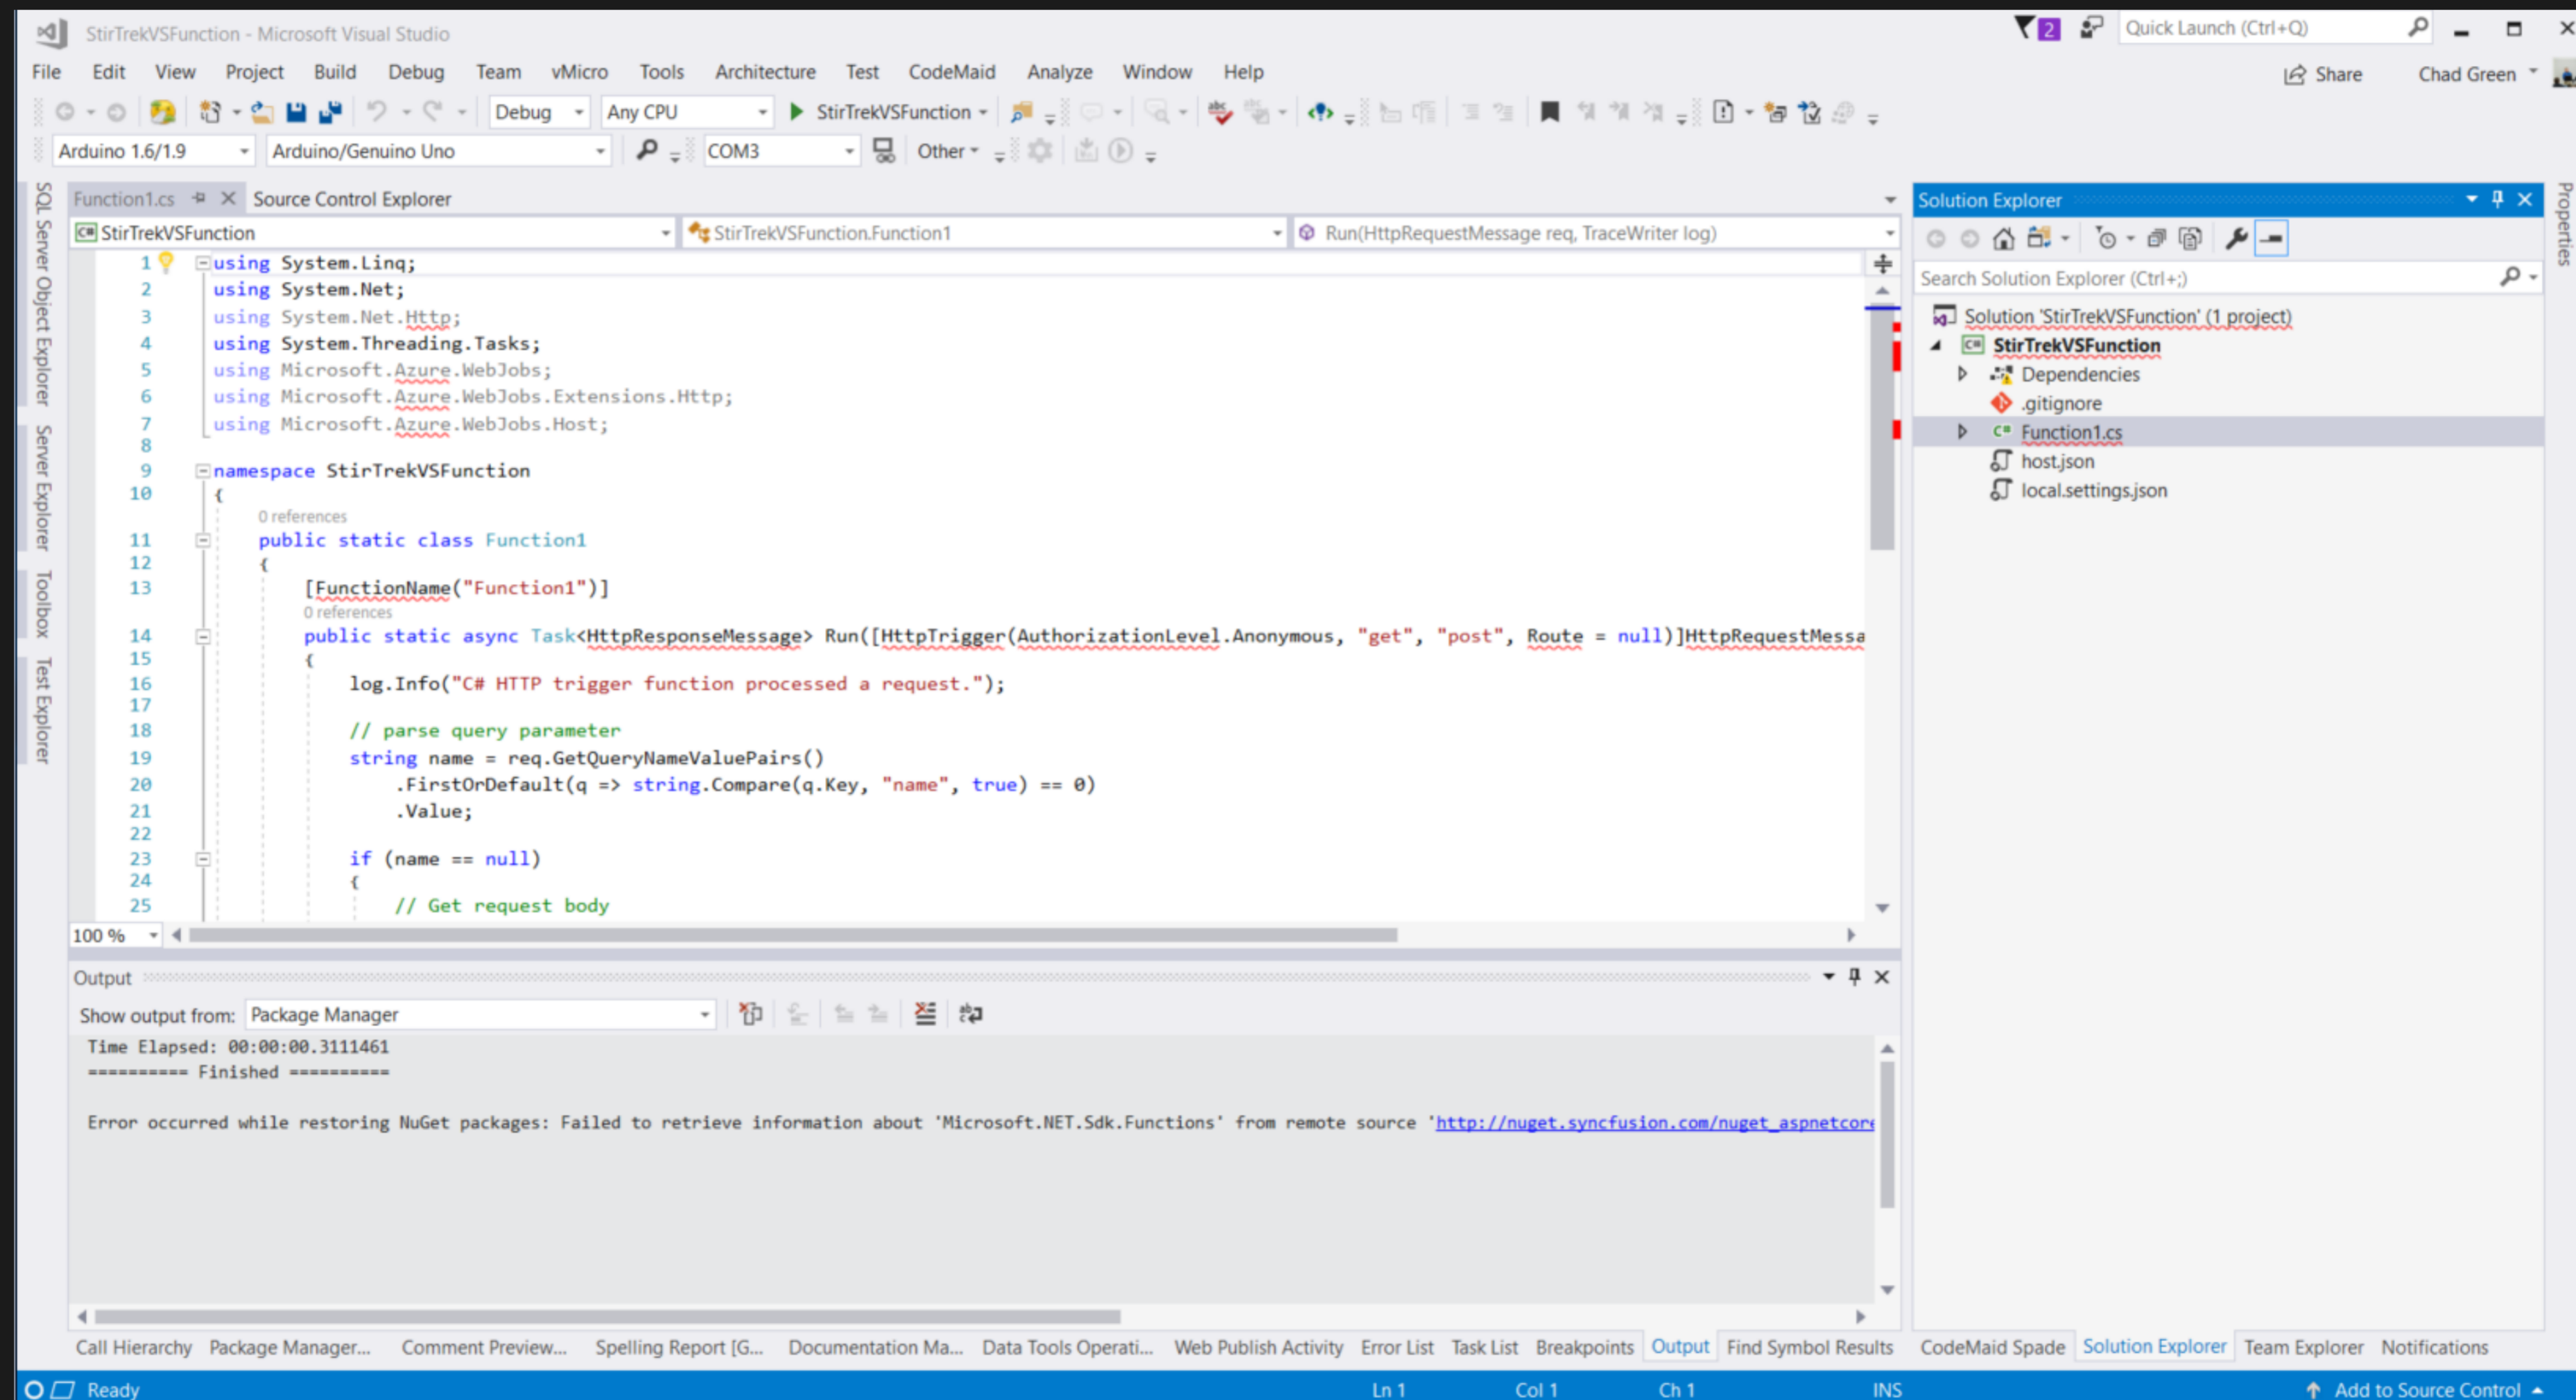 StirTrekVSFunction - Microsoft Visual Studio
2
Quick Launch (Ctrl+Q)
File Edit View Project Build Debug Team vMicro Tools Architecture Test CodeMaid Analyze Window Help
Share Chad Green
Debug Any CPU StirTrekVSFunction
Arduino 1.6/1.9 Arduino/Genuino Uno COM3 Other
SQL Server Object Explorer
Server Explorer
Toolbox
Test Explorer
Function1.cs Source Control Explorer
StirTrekVSFunction StirTrekVSFunction.Function1 Run(HttpRequestMessage req, TraceWriter log)
1 using System.Linq;
2 using System.Net;
3 using System.Net.Http;
4 using System.Threading.Tasks;
5 using Microsoft.Azure.WebJobs;
6 using Microsoft.Azure.WebJobs.Extensions.Http;
7 using Microsoft.Azure.WebJobs.Host;
8
9 namespace StirTrekVSFunction
10 {
0 references
11 public static class Function1
12 {
13 [FunctionName("Function1")]
0 references
14 public static async Task<HttpResponseMessage> Run([HttpTrigger(AuthorizationLevel.Anonymous, "get", "post", Route = null)]HttpRequestMessa
15 {
16 log.Info("C# HTTP trigger function processed a request.");
17
18 // parse query parameter
19 string name = req.GetQueryNameValuePairs()
20 .FirstOrDefault(q => string.Compare(q.Key, "name", true) == 0)
21 .Value;
22
23 if (name == null)
24 {
25 // Get request body
100 %
Output
Show output from: Package Manager
Time Elapsed: 00:00:00.3111461
========== Finished ==========
Error occurred while restoring NuGet packages: Failed to retrieve information about 'Microsoft.NET.Sdk.Functions' from remote source 'http://nuget.syncfusion.com/nuget_aspnetcore
Call Hierarchy Package Manager... Comment Preview... Spelling Report [G... Documentation Ma... Data Tools Operati... Web Publish Activity Error List Task List Breakpoints Output Find Symbol Results
Solution Explorer
Search Solution Explorer (Ctrl+;)
Solution 'StirTrekVSFunction' (1 project)
C# StirTrekVSFunction
Dependencies
.gitignore
C# Function1.cs
host.json
local.settings.json
CodeMaid Spade Solution Explorer Team Explorer Notifications
Properties
Ready Ln 1 Col 1 Ch 1 INS Add to Source Control